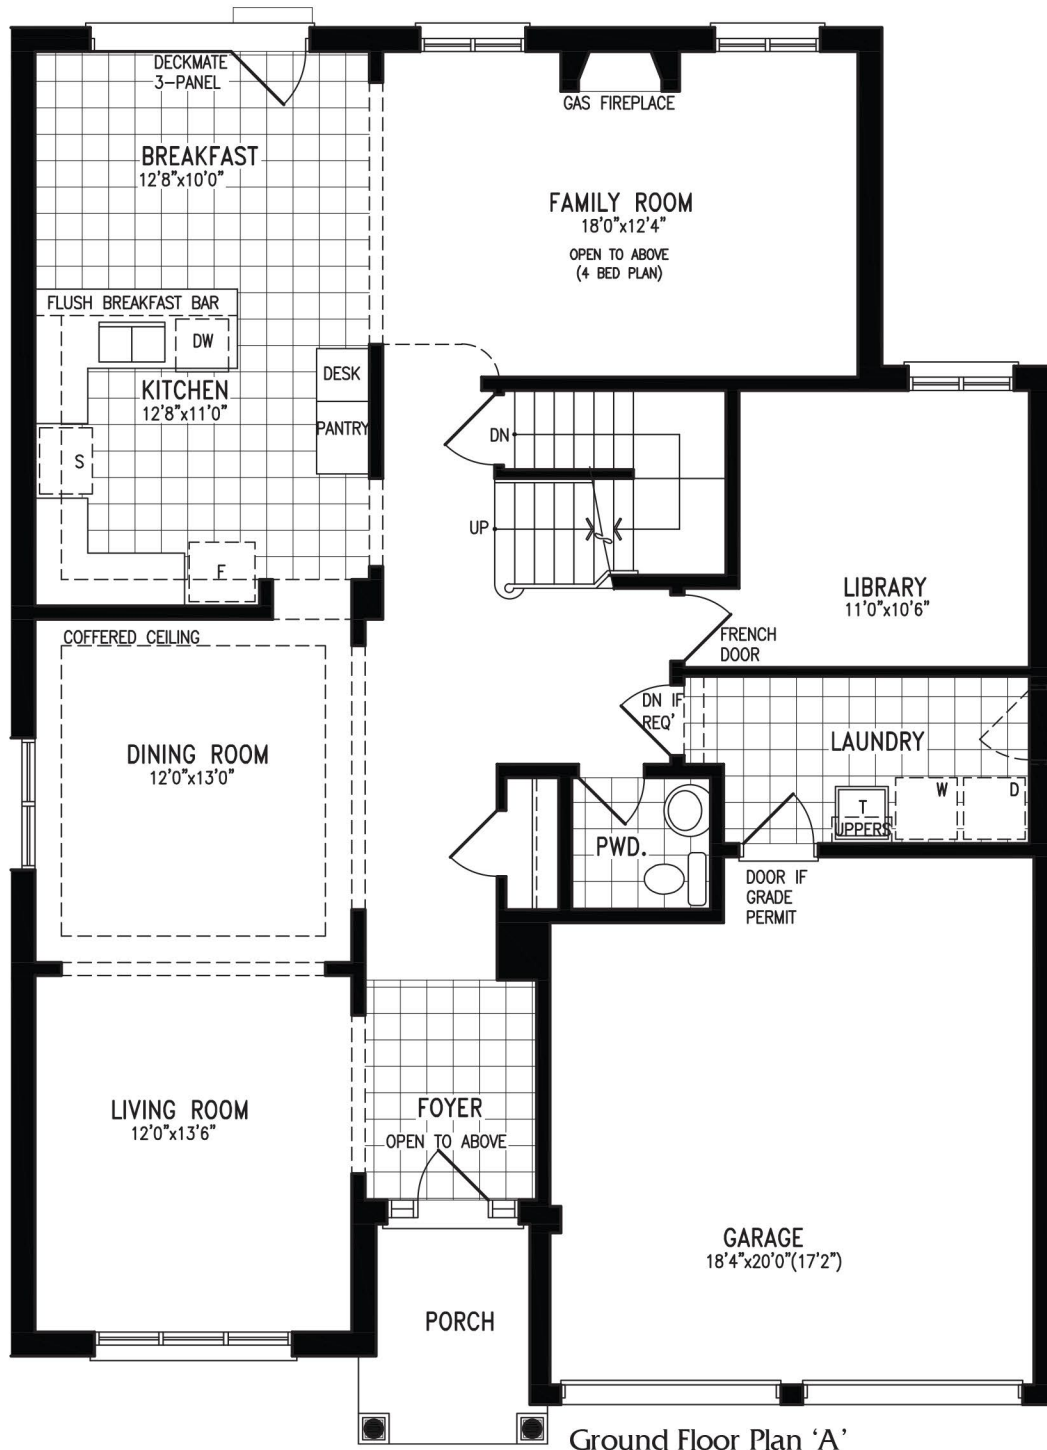 DECKMATE
3-PANEL
GAS FIREPLACE
BREAKFAST
12'8"x10'0"
FAMILY ROOM
18'0"x12'4"
OPEN TO ABOVE
(4 BED PLAN)
FLUSH BREAKFAST BAR
DW
DESK
KITCHEN
12'8"x11'0"
PANTRY
DN
S
UP
F
LIBRARY
11'0"x10'6"
FRENCH
DOOR
COFFERED CEILING
DN IF
REQ'
DINING ROOM
12'0"x13'0"
LAUNDRY
W
D
T
UPPERS
PWD.
DOOR IF
GRADE
PERMIT
LIVING ROOM
12'0"x13'6"
FOYER
OPEN TO ABOVE
GARAGE
18'4"x20'0"(17'2")
PORCH
Ground Floor Plan 'A'